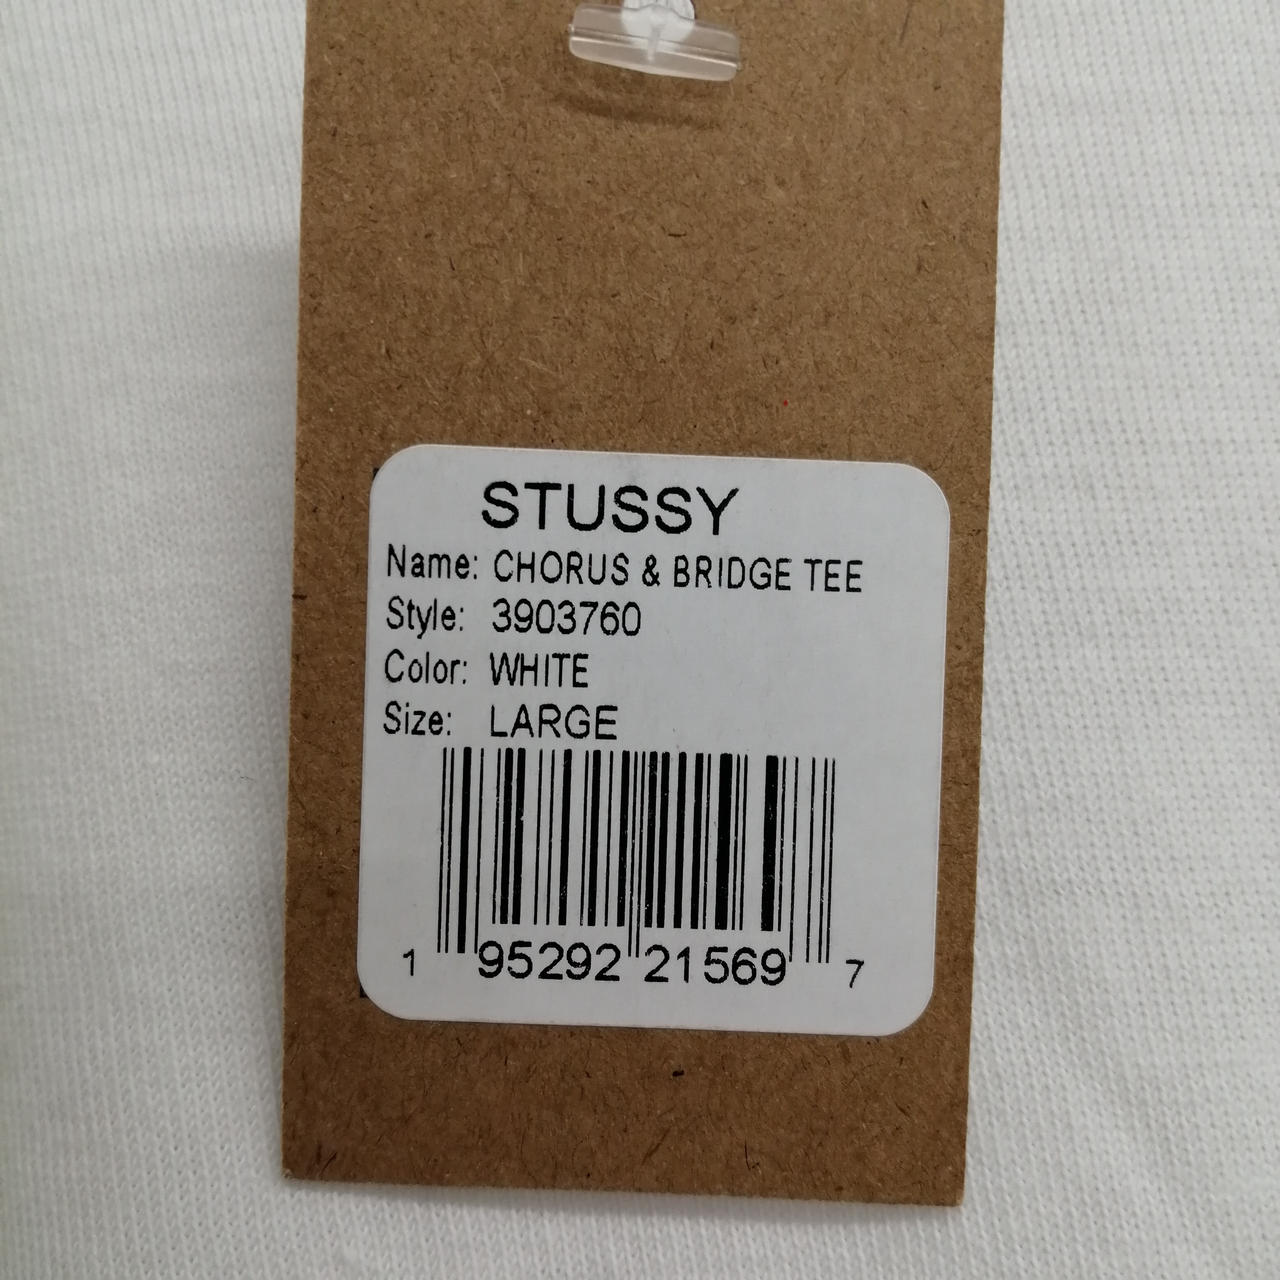 STUSSY
Name: CHORUS & BRIDGE TEE
Style: 3903760
Color: WHITE
Size: LARGE
1 95292 21569 7